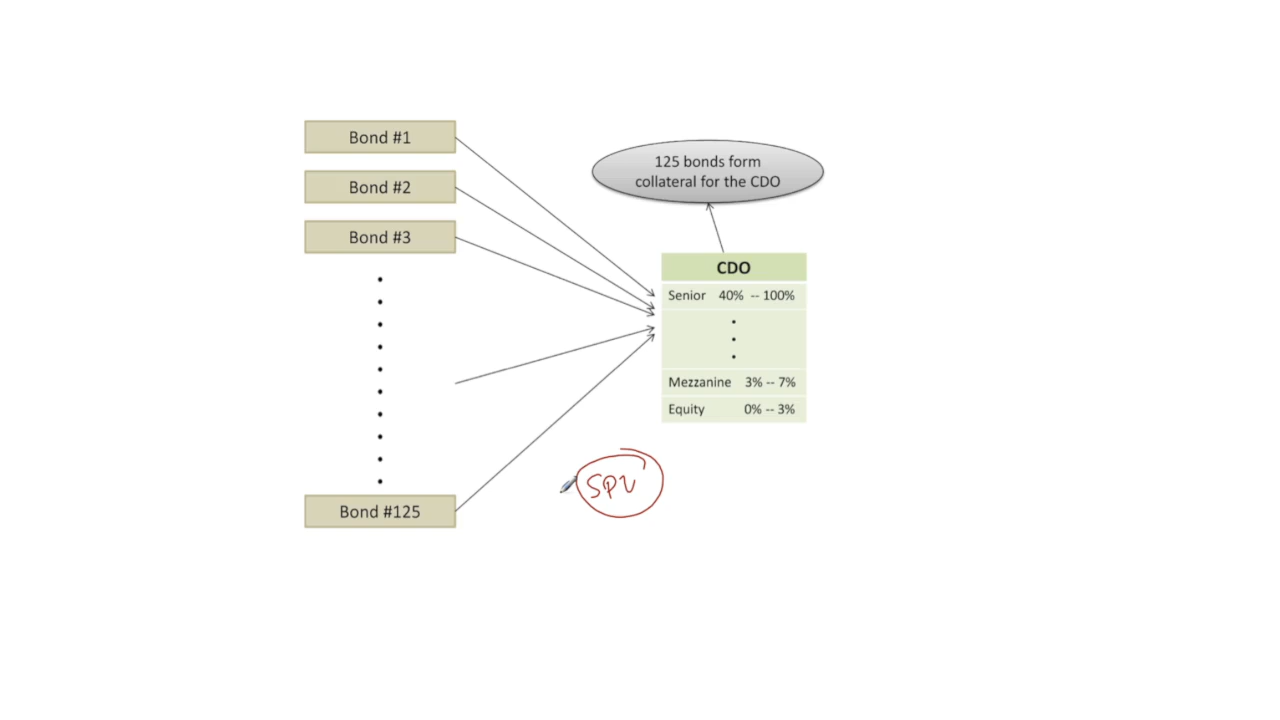 Bond #1
Bond #2
Bond #3
Bond #125
125 bonds form
collateral for the CDO
CDO
Senior 40% -- 100%
Mezzanine 3% -- 7%
Equity 0% -- 3%
SPV